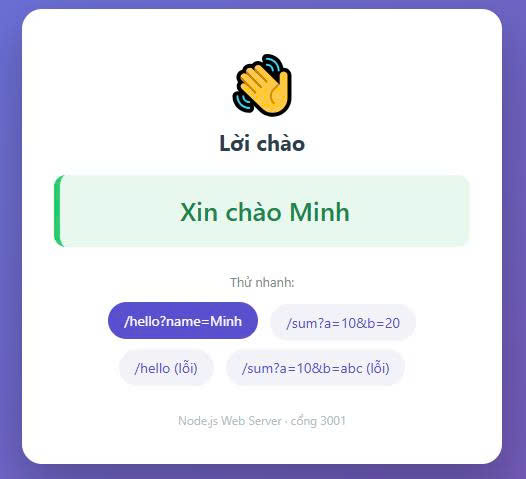 Lời chào
Xin chào Minh
Thử nhanh:
/hello?name=Minh
/sum?a=10&b=20
/hello (lỗi)
/sum?a=10&b=abc (lỗi)
Node.js Web Server · cổng 3001